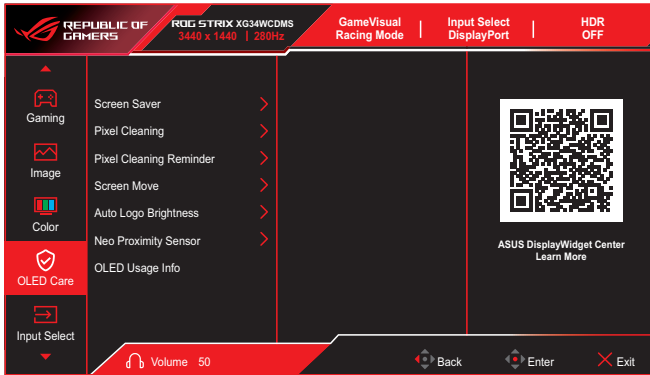 REPUBLIC OF
GAMERS
ROG STRIX XG34WCDMS
3440 x 1440 | 280Hz
GameVisual
Racing Mode
Input Select
DisplayPort
HDR
OFF
Gaming
Image
Color
OLED Care
Input Select
Screen Saver
Pixel Cleaning
Pixel Cleaning Reminder
Screen Move
Auto Logo Brightness
Neo Proximity Sensor
OLED Usage Info
ASUS DisplayWidget Center
Learn More
Volume 50
Back
Enter
Exit